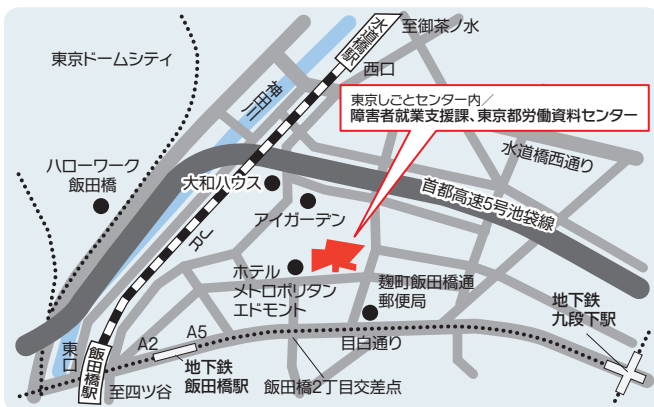 東京ドームシティ
神田川
水道橋駅
至御茶ノ水
西口
東京しごとセンター内/
障害者就業支援課、東京都労働資料センター
水道橋西通り
ハローワーク
飯田橋
大和ハウス
アイガーデン
首都高速5号池袋線
JR
ホテル
メトロポリタン
エドモント
麹町飯田橋通
郵便局
地下鉄
九段下駅
東口
飯田橋駅
A2
A5
目白通り
至四ツ谷
地下鉄
飯田橋駅
飯田橋2丁目交差点